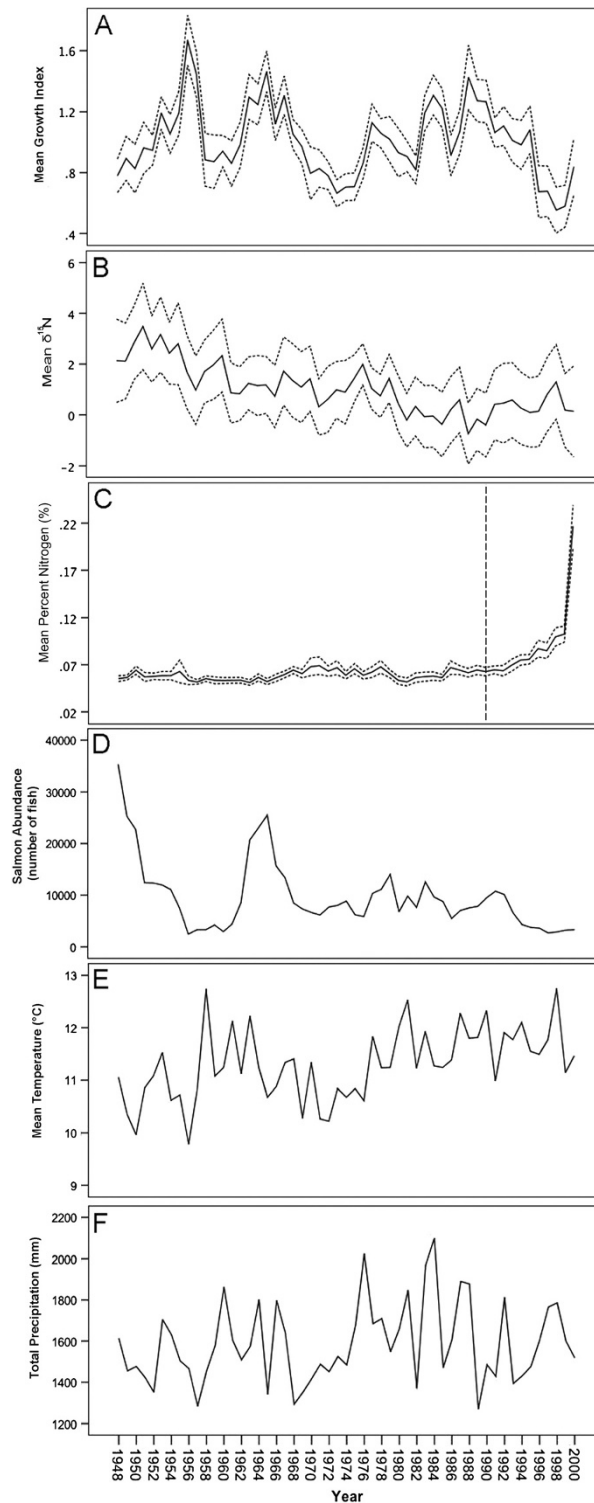 A
Mean Growth Index
1.6
1.2
.8
.4
B
Mean δ¹⁵N
6
4
2
0
-2
C
Mean Percent Nitrogen (%)
.22
.17
.12
.07
.02
D
Salmon Abundance
(number of fish)
40000
30000
20000
10000
0
E
Mean Temperature (°C)
13
12
11
10
9
F
Total Precipitation (mm)
2200
2000
1800
1600
1400
1200
1948 1950 1952 1954 1956 1958 1960 1962 1964 1966 1968 1970 1972 1974 1976 1978 1980 1982 1984 1986 1988 1990 1992 1994 1996 1998 2000
Year